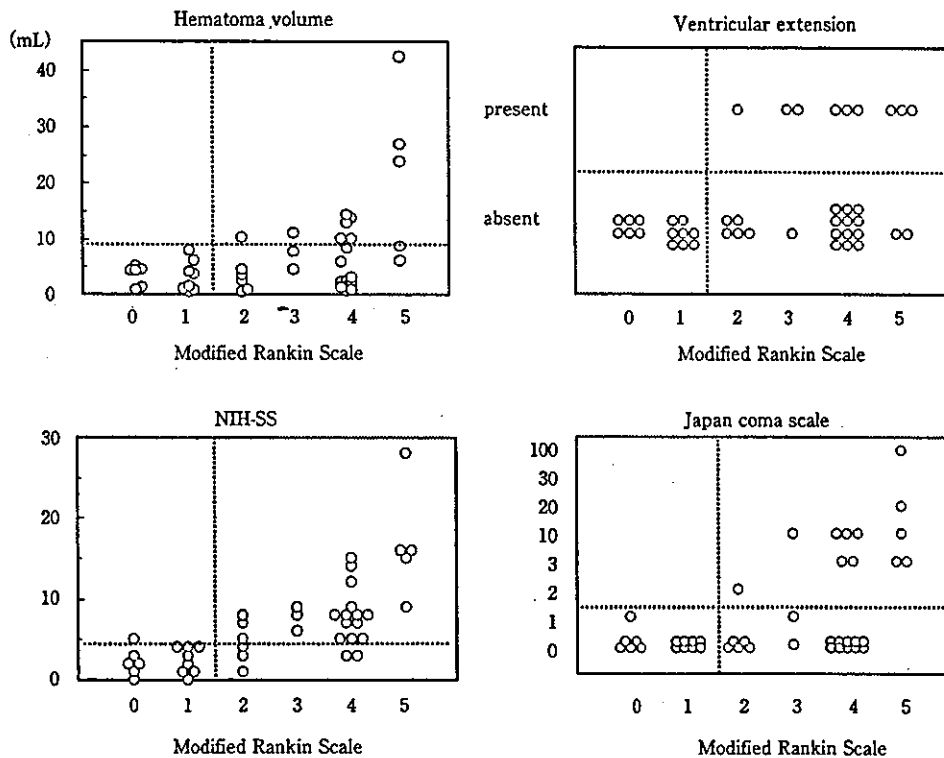 Hematoma volume
(mL)
40
30
20
10
0
0 1 2 3 4 5
Modified Rankin Scale
Ventricular extension
present
absent
0 1 2 3 4 5
Modified Rankin Scale
NIH-SS
30
20
10
0
0 1 2 3 4 5
Modified Rankin Scale
Japan coma scale
100
30
20
10
3
2
1
0
0 1 2 3 4 5
Modified Rankin Scale